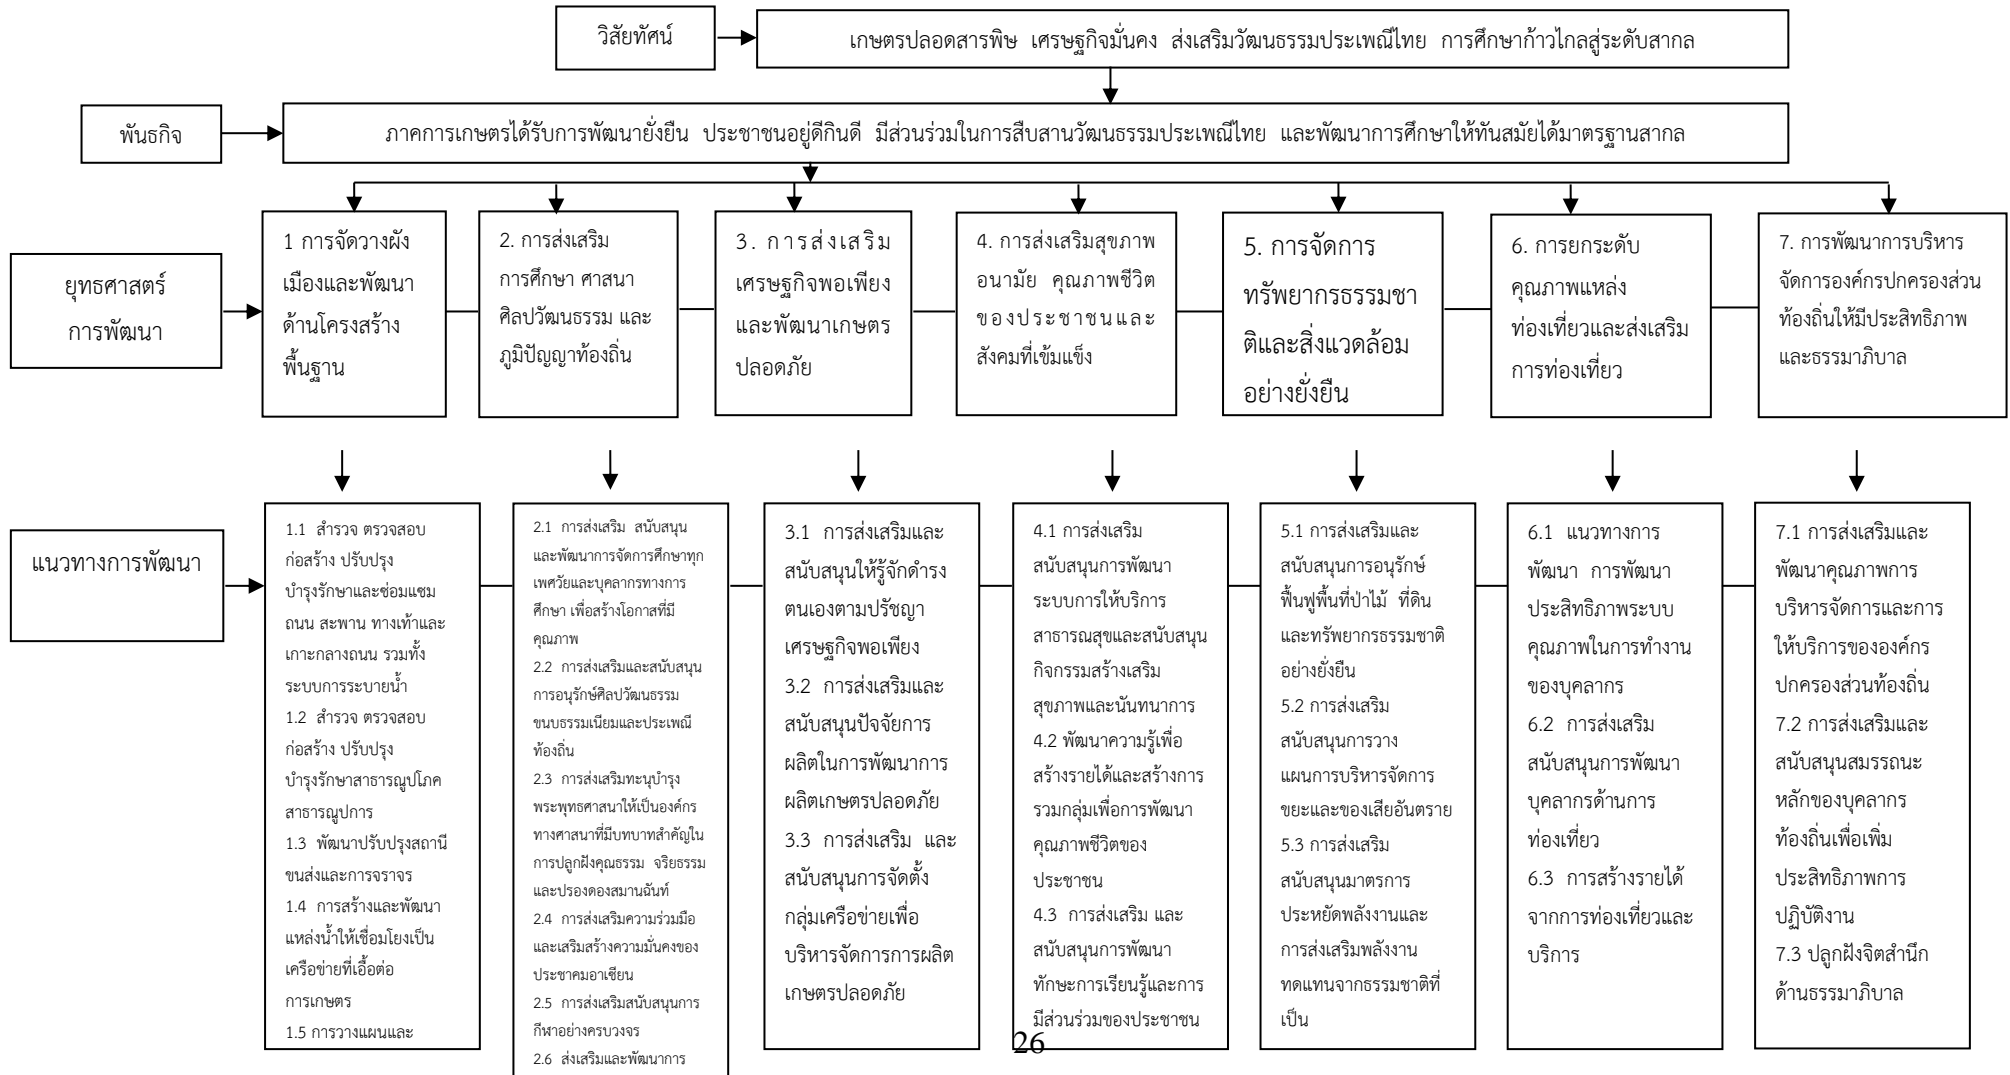 วิสัยทัศน์
เกษตรปลอดสารพิษ เศรษฐกิจมั่นคง ส่งเสริมวัฒนธรรมประเพณีไทย การศึกษาก้าวไกลสู่ระดับสากล
พันธกิจ
ภาคการเกษตรได้รับการพัฒนายั่งยืน ประชาชนอยู่ดีกินดี มีส่วนร่วมในการสืบสานวัฒนธรรมประเพณีไทย และพัฒนาการศึกษาให้ทันสมัยได้มาตรฐานสากล
ยุทธศาสตร์
การพัฒนา
1 การจัดวางผัง
เมืองและพัฒนา
ด้านโครงสร้าง
พื้นฐาน
2. การส่งเสริม
การศึกษา ศาสนา
ศิลปวัฒนธรรม และ
ภูมิปัญญาท้องถิ่น
3. การส่งเสริม
เศรษฐกิจพอเพียง
และพัฒนาเกษตร
ปลอดภัย
4. การส่งเสริมสุขภาพ
อนามัย คุณภาพชีวิต
ของประชาชนและ
สังคมที่เข้มแข็ง
5. การจัดการ
ทรัพยากรธรรมชา
ติและสิ่งแวดล้อม
อย่างยั่งยืน
6. การยกระดับ
คุณภาพแหล่ง
ท่องเที่ยวและส่งเสริม
การท่องเที่ยว
7. การพัฒนาการบริหาร
จัดการองค์กรปกครองส่วน
ท้องถิ่นให้มีประสิทธิภาพ
และธรรมาภิบาล
แนวทางการพัฒนา
1.1 สำรวจ ตรวจสอบ
ก่อสร้าง ปรับปรุง
บำรุงรักษาและซ่อมแซม
ถนน สะพาน ทางเท้าและ
เกาะกลางถนน รวมทั้ง
ระบบการระบายน้ำ
1.2 สำรวจ ตรวจสอบ
ก่อสร้าง ปรับปรุง
บำรุงรักษาสาธารณูปโภค
สาธารณูปการ
1.3 พัฒนาปรับปรุงสถานี
ขนส่งและการจราจร
1.4 การสร้างและพัฒนา
แหล่งน้ำให้เชื่อมโยงเป็น
เครือข่ายที่เอื้อต่อ
การเกษตร
1.5 การวางแผนและ
2.1 การส่งเสริม สนับสนุน
และพัฒนาการจัดการศึกษาทุก
เพศวัยและบุคลากรทางการ
ศึกษา เพื่อสร้างโอกาสที่มี
คุณภาพ
2.2 การส่งเสริมและสนับสนุน
การอนุรักษ์ศิลปวัฒนธรรม
ขนบธรรมเนียมและประเพณี
ท้องถิ่น
2.3 การส่งเสริมทะนุบำรุง
พระพุทธศาสนาให้เป็นองค์กร
ทางศาสนาที่มีบทบาทสำคัญใน
การปลูกฝังคุณธรรม จริยธรรม
และปรองดองสมานฉันท์
2.4 การส่งเสริมความร่วมมือ
และเสริมสร้างความมั่นคงของ
ประชาคมอาเซียน
2.5 การส่งเสริมสนับสนุนการ
กีฬาอย่างครบวงจร
2.6 ส่งเสริมและพัฒนาการ
3.1 การส่งเสริมและ
สนับสนุนให้รู้จักดำรง
ตนเองตามปรัชญา
เศรษฐกิจพอเพียง
3.2 การส่งเสริมและ
สนับสนุนปัจจัยการ
ผลิตในการพัฒนาการ
ผลิตเกษตรปลอดภัย
3.3 การส่งเสริม และ
สนับสนุนการจัดตั้ง
กลุ่มเครือข่ายเพื่อ
บริหารจัดการการผลิต
เกษตรปลอดภัย
4.1 การส่งเสริม
สนับสนุนการพัฒนา
ระบบการให้บริการ
สาธารณสุขและสนับสนุน
กิจกรรมสร้างเสริม
สุขภาพและนันทนาการ
4.2 พัฒนาความรู้เพื่อ
สร้างรายได้และสร้างการ
รวมกลุ่มเพื่อการพัฒนา
คุณภาพชีวิตของ
ประชาชน
4.3 การส่งเสริม และ
สนับสนุนการพัฒนา
ทักษะการเรียนรู้และการ
มีส่วนร่วมของประชาชน
5.1 การส่งเสริมและ
สนับสนุนการอนุรักษ์
ฟื้นฟูพื้นที่ป่าไม้ ที่ดิน
และทรัพยากรธรรมชาติ
อย่างยั่งยืน
5.2 การส่งเสริม
สนับสนุนการวาง
แผนการบริหารจัดการ
ขยะและของเสียอันตราย
5.3 การส่งเสริม
สนับสนุนมาตรการ
ประหยัดพลังงานและ
การส่งเสริมพลังงาน
ทดแทนจากธรรมชาติที่
เป็น
6.1 แนวทางการ
พัฒนา การพัฒนา
ประสิทธิภาพระบบ
คุณภาพในการทำงาน
ของบุคลากร
6.2 การส่งเสริม
สนับสนุนการพัฒนา
บุคลากรด้านการ
ท่องเที่ยว
6.3 การสร้างรายได้
จากการท่องเที่ยวและ
บริการ
7.1 การส่งเสริมและ
พัฒนาคุณภาพการ
บริหารจัดการและการ
ให้บริการขององค์กร
ปกครองส่วนท้องถิ่น
7.2 การส่งเสริมและ
สนับสนุนสมรรถนะ
หลักของบุคลากร
ท้องถิ่นเพื่อเพิ่ม
ประสิทธิภาพการ
ปฏิบัติงาน
7.3 ปลูกฝังจิตสำนึก
ด้านธรรมาภิบาล
26